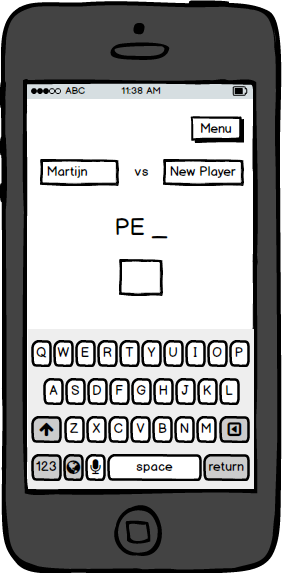 ABC 11:38 AM
Menu
Martijn vs New Player
PE _
Q W E R T Y U I O P
A S D F G H J K L
Z X C V B N M
123 space return